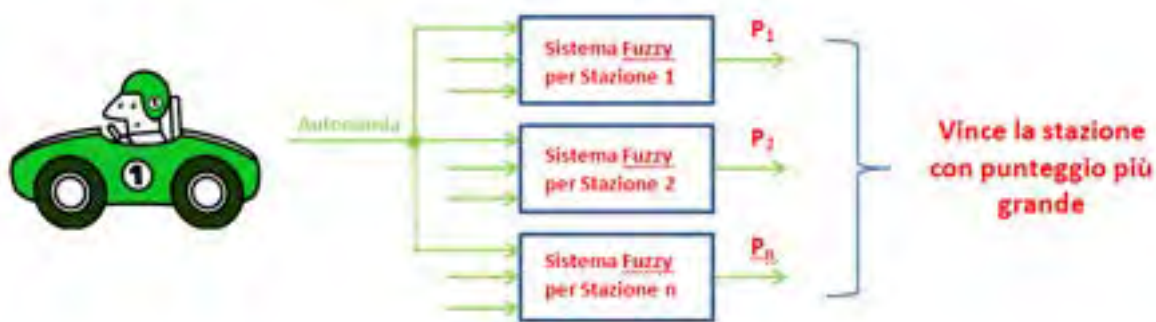 1
Autonomia
Sistema Fuzzy
per Stazione 1
P1
Sistema Fuzzy
per Stazione 2
P2
Sistema Fuzzy
per Stazione n
Pn
Vince la stazione
con punteggio più
grande